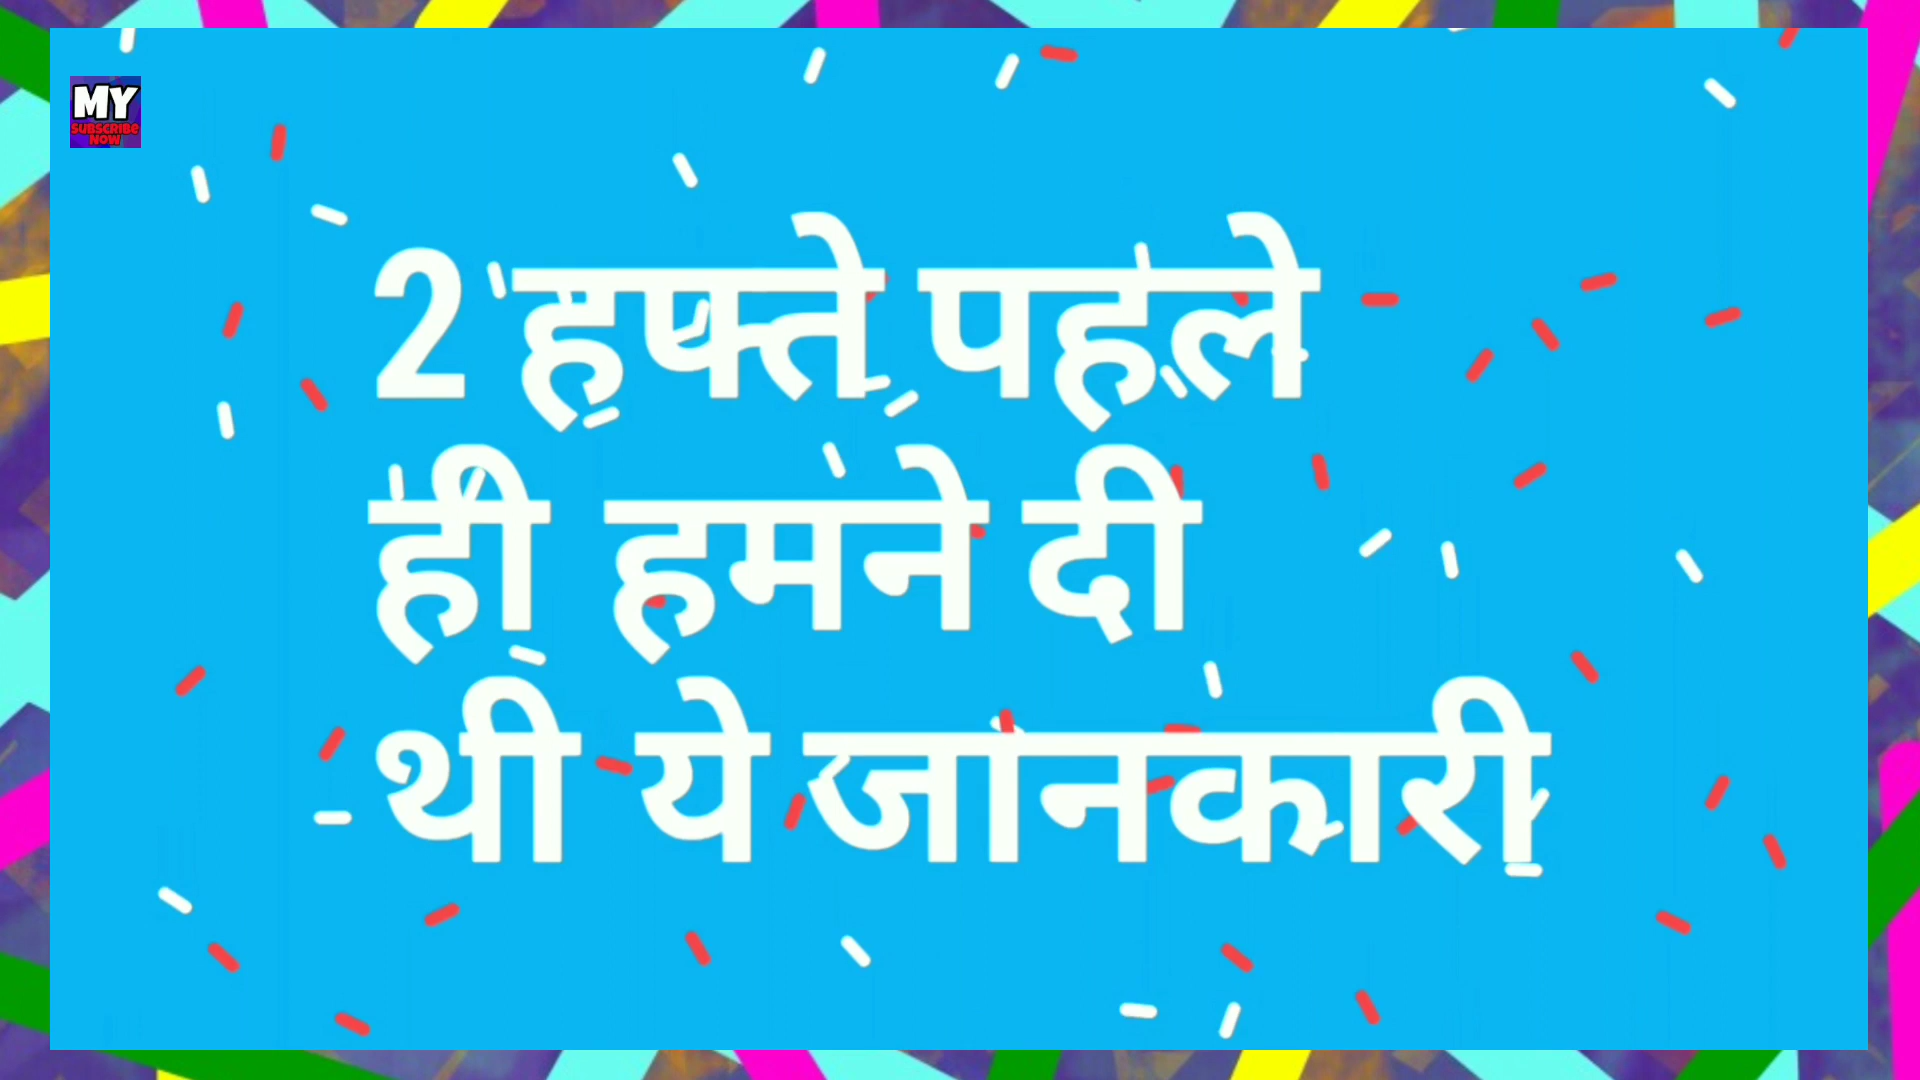 MY
SUBSCRIBE
NOW
2 हफ्ते पहले
ही हमने दी
थी ये जानकारी